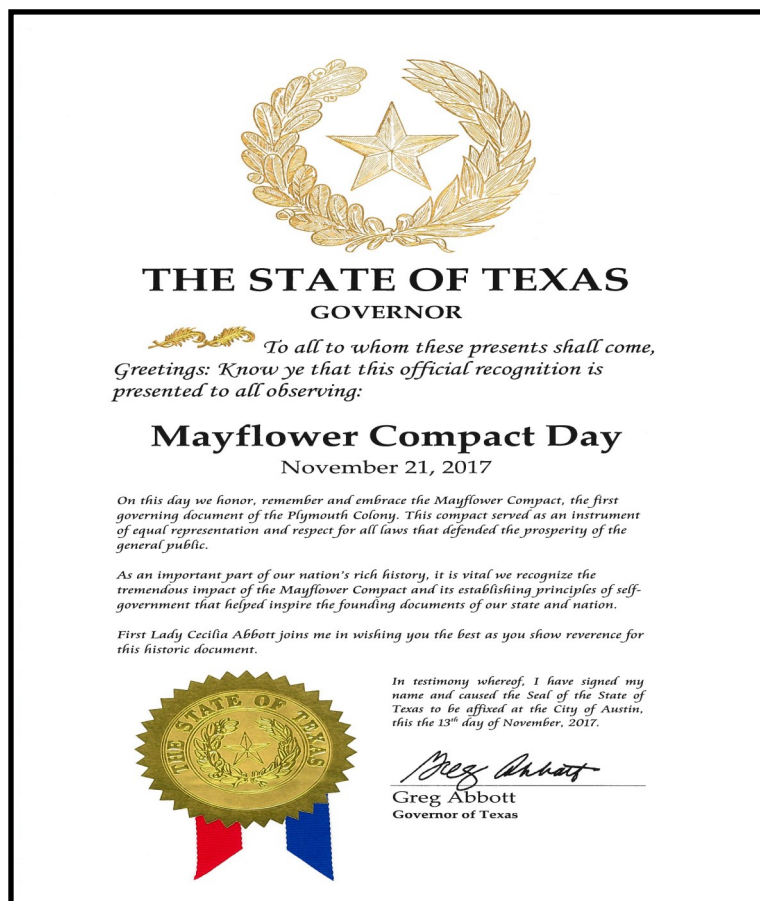 THE STATE OF TEXAS
GOVERNOR
To all to whom these presents shall come,
Greetings: Know ye that this official recognition is
presented to all observing:
Mayflower Compact Day
November 21, 2017
On this day we honor, remember and embrace the Mayflower Compact, the first
governing document of the Plymouth Colony. This compact served as an instrument
of equal representation and respect for all laws that defended the prosperity of the
general public.
As an important part of our nation's rich history, it is vital we recognize the
tremendous impact of the Mayflower Compact and its establishing principles of self-
government that helped inspire the founding documents of our state and nation.
First Lady Cecilia Abbott joins me in wishing you the best as you show reverence for
this historic document.
THE STATE OF TEXAS
In testimony whereof, I have signed my
name and caused the Seal of the State of
Texas to be affixed at the City of Austin,
this the 13th day of November, 2017.
Greg Abbott
Greg Abbott
Governor of Texas